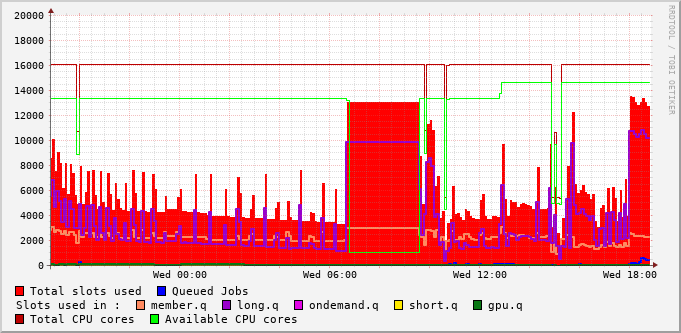 20000
18000
16000
14000
12000
10000
8000
6000
4000
2000
0
Wed 00:00 Wed 06:00 Wed 12:00 Wed 18:00
Total slots used Queued Jobs
Slots used in : member.q long.q ondemand.q short.q gpu.q
Total CPU cores Available CPU cores
RRDTOOL / TOBI OETIKER